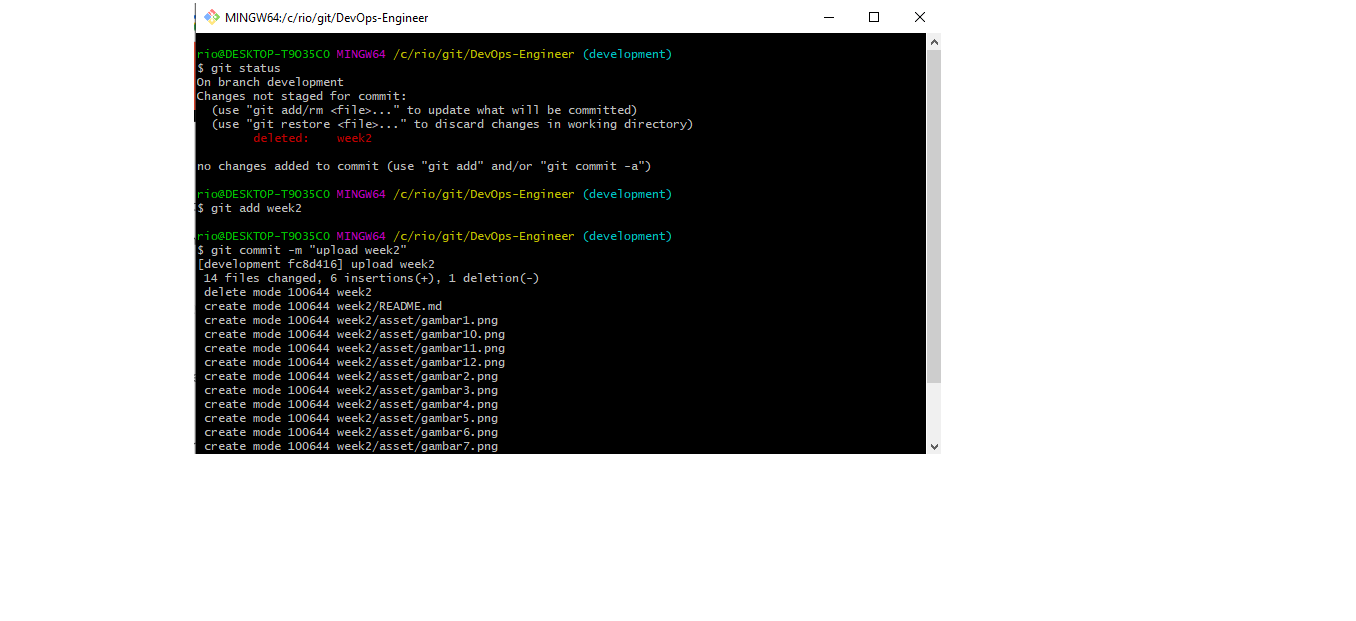 MINGW64:/c/rio/git/DevOps-Engineer
rio@DESKTOP-T9O35CO MINGW64 /c/rio/git/DevOps-Engineer (development)
$ git status
On branch development
Changes not staged for commit:
  (use "git add/rm <file>..." to update what will be committed)
  (use "git restore <file>..." to discard changes in working directory)
        deleted:    week2
no changes added to commit (use "git add" and/or "git commit -a")
rio@DESKTOP-T9O35CO MINGW64 /c/rio/git/DevOps-Engineer (development)
$ git add week2
rio@DESKTOP-T9O35CO MINGW64 /c/rio/git/DevOps-Engineer (development)
$ git commit -m "upload week2"
[development fc8d416] upload week2
 14 files changed, 6 insertions(+), 1 deletion(-)
 delete mode 100644 week2
 create mode 100644 week2/README.md
 create mode 100644 week2/asset/gambar1.png
 create mode 100644 week2/asset/gambar10.png
 create mode 100644 week2/asset/gambar11.png
 create mode 100644 week2/asset/gambar12.png
 create mode 100644 week2/asset/gambar2.png
 create mode 100644 week2/asset/gambar3.png
 create mode 100644 week2/asset/gambar4.png
 create mode 100644 week2/asset/gambar5.png
 create mode 100644 week2/asset/gambar6.png
 create mode 100644 week2/asset/gambar7.png